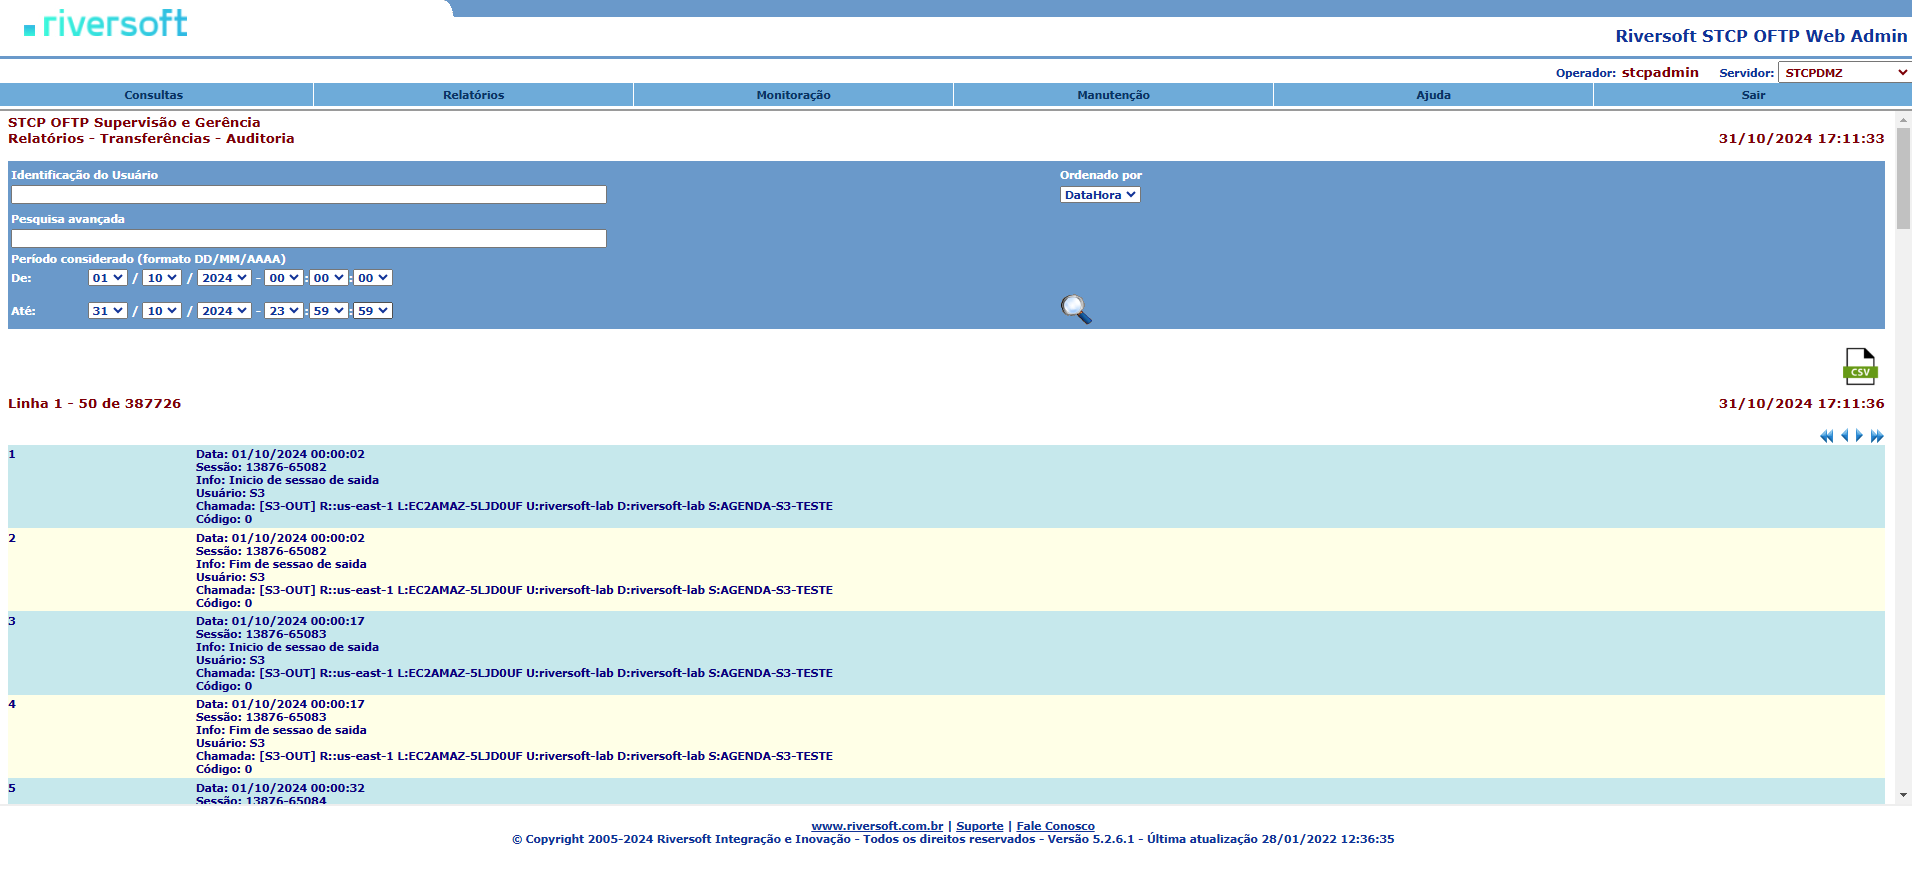 riversoft
Riversoft STCP OFTP Web Admin
Operador: stcpadmin Servidor: STCPDMZ
Consultas Relatórios Monitoração Manutenção Ajuda Sair
STCP OFTP Supervisão e Gerência
Relatórios - Transferências - Auditoria 31/10/2024 17:11:33
Identificação do Usuário Ordenado por
DataHora
Pesquisa avançada
Período considerado (formato DD/MM/AAAA)
De: 01 / 10 / 2024 - 00 : 00 : 00
Até: 31 / 10 / 2024 - 23 : 59 : 59
CSV
Linha 1 - 50 de 387726 31/10/2024 17:11:36
1 Data: 01/10/2024 00:00:02
Sessão: 13876-65082
Info: Inicio de sessao de saida
Usuário: S3
Chamada: [S3-OUT] R::us-east-1 L:EC2AMAZ-5LJD0UF U:riversoft-lab D:riversoft-lab S:AGENDA-S3-TESTE
Código: 0
2 Data: 01/10/2024 00:00:02
Sessão: 13876-65082
Info: Fim de sessao de saida
Usuário: S3
Chamada: [S3-OUT] R::us-east-1 L:EC2AMAZ-5LJD0UF U:riversoft-lab D:riversoft-lab S:AGENDA-S3-TESTE
Código: 0
3 Data: 01/10/2024 00:00:17
Sessão: 13876-65083
Info: Inicio de sessao de saida
Usuário: S3
Chamada: [S3-OUT] R::us-east-1 L:EC2AMAZ-5LJD0UF U:riversoft-lab D:riversoft-lab S:AGENDA-S3-TESTE
Código: 0
4 Data: 01/10/2024 00:00:17
Sessão: 13876-65083
Info: Fim de sessao de saida
Usuário: S3
Chamada: [S3-OUT] R::us-east-1 L:EC2AMAZ-5LJD0UF U:riversoft-lab D:riversoft-lab S:AGENDA-S3-TESTE
Código: 0
5 Data: 01/10/2024 00:00:32
Sessão: 13876-65084
www.riversoft.com.br | Suporte | Fale Conosco
© Copyright 2005-2024 Riversoft Integração e Inovação - Todos os direitos reservados - Versão 5.2.6.1 - Última atualização 28/01/2022 12:36:35